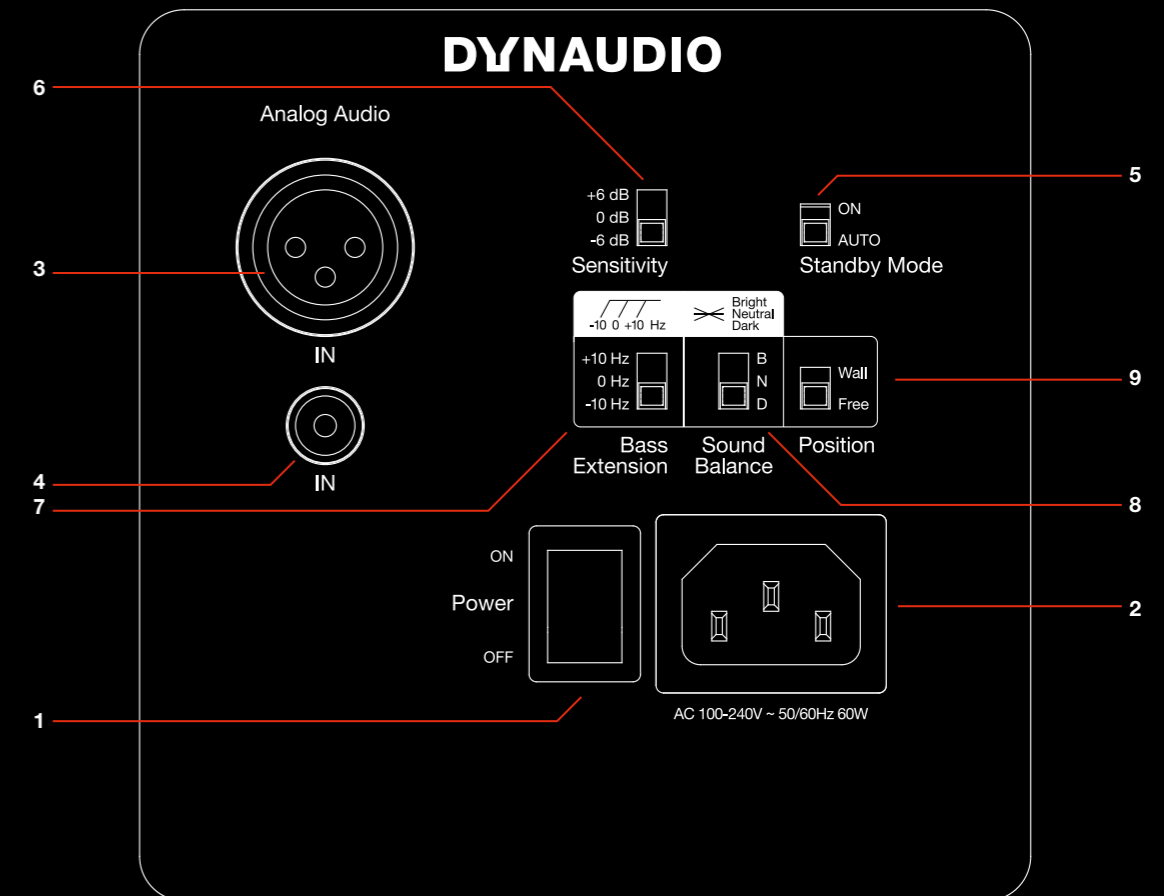 DYNAUDIO
6
Analog Audio
5
+6 dB
0 dB
-6 dB
Sensitivity
ON
AUTO
Standby Mode
3
IN
-10 0 +10 Hz
Bright
Neutral
Dark
+10 Hz
0 Hz
-10 Hz
B
N
D
Wall
Free
9
Bass
Extension
Sound
Balance
Position
4
IN
7
8
ON
Power
OFF
2
1
AC 100-240V ~ 50/60Hz 60W